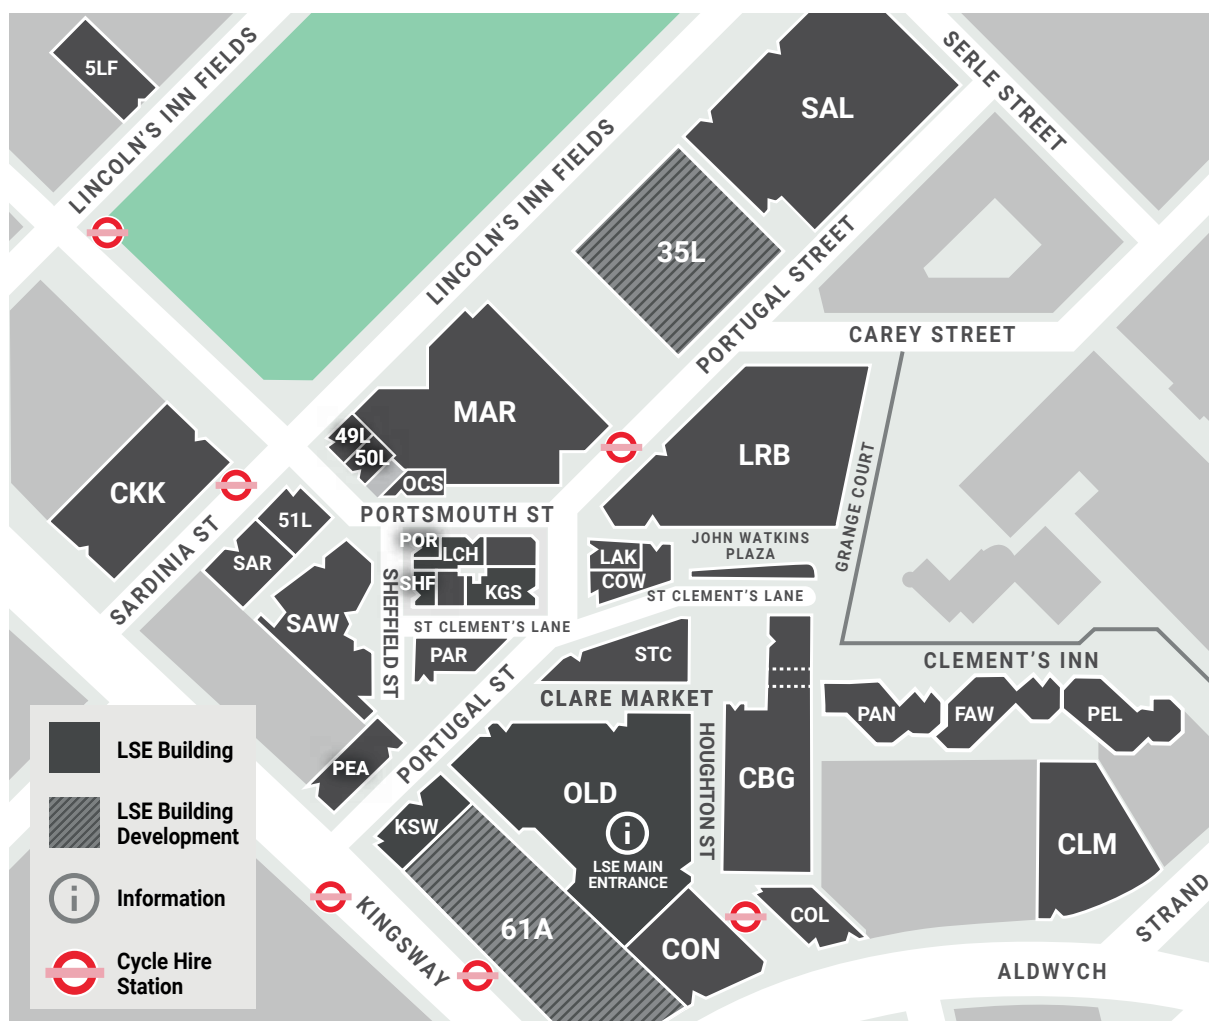 5LF
LINCOLN'S INN FIELDS
SERLE STREET
SAL
LINCOLN'S INN FIELDS
35L
PORTUGAL STREET
CAREY STREET
MAR
49L
50L
OCS
LRB
GRANGE COURT
CKK
PORTSMOUTH ST
51L
SARDINIA ST
SAR
POR
LCH
SHF
KGS
LAK
COW
JOHN WATKINS
PLAZA
ST CLEMENT'S LANE
SHEFFIELD ST
SAW
ST CLEMENT'S LANE
PAR
STC
CLEMENT'S INN
CLARE MARKET
PORTUGAL ST
HOUGHTON ST
PAN
FAW
PEL
PEA
CBG
OLD
LSE MAIN
ENTRANCE
KSW
CLM
61A
CON
COL
KINGSWAY
STRAND
ALDWYCH
LSE Building
LSE Building
Development
Information
Cycle Hire
Station